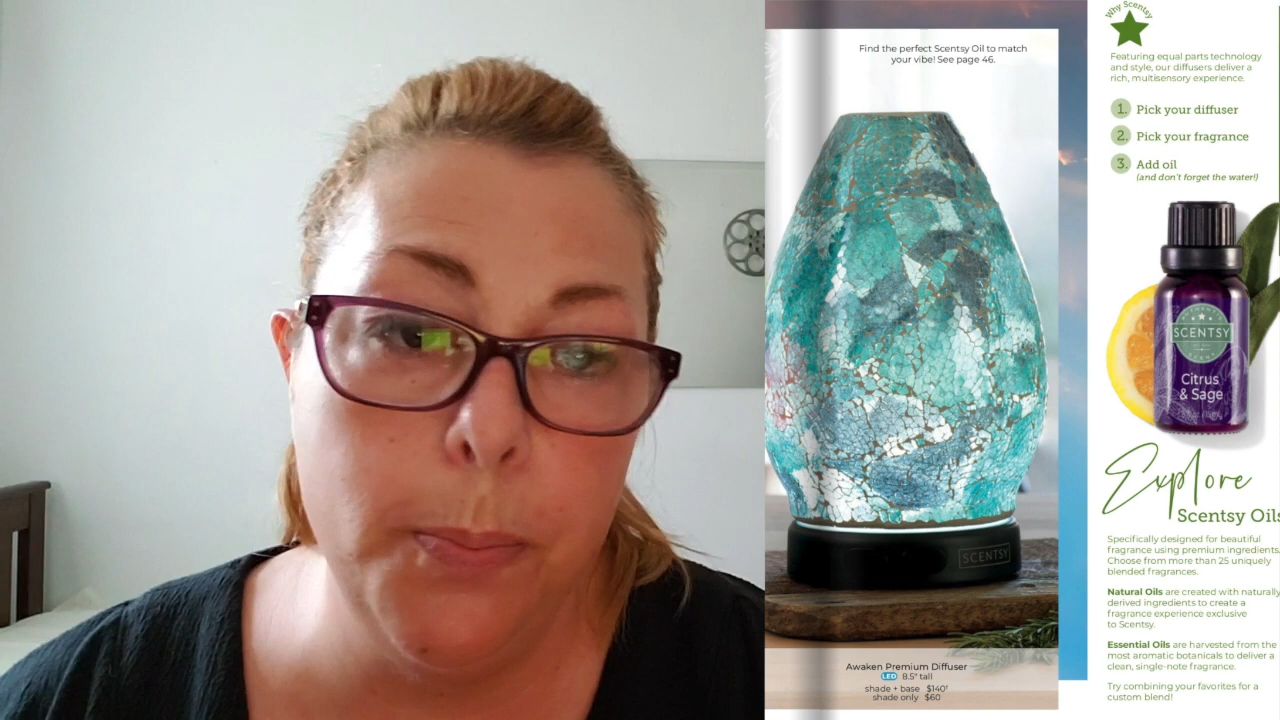 Find the perfect Scentsy Oil to match
your vibe! See page 46.
SCENTSY
Awaken Premium Diffuser
LED 8.5" tall
shade + base $140†
shade only $60
Why Scentsy
Featuring equal parts technology
and style, our diffusers deliver a
rich, multisensory experience.
1. Pick your diffuser
2. Pick your fragrance
3. Add oil
(and don't forget the water!)
SCENTSY
Citrus
& Sage
Explore
Scentsy Oils
Specifically designed for beautiful
fragrance using premium ingredients.
Choose from more than 25 uniquely
blended fragrances.
Natural Oils are created with naturally
derived ingredients to create a
fragrance experience exclusive
to Scentsy.
Essential Oils are harvested from the
most aromatic botanicals to deliver a
clean, single-note fragrance.
Try combining your favorites for a
custom blend!